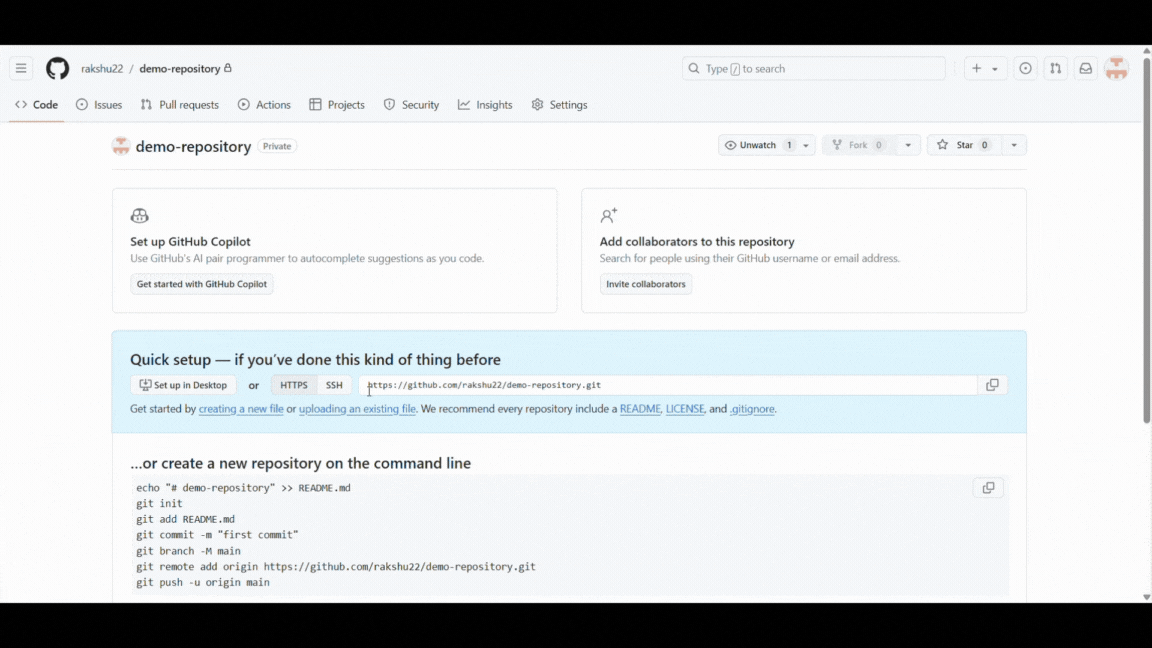 rakshu22 / demo-repository
Type / to search
Code Issues Pull requests Actions Projects Security Insights Settings
demo-repository Private
Unwatch 1 Fork 0 Star 0
Set up GitHub Copilot
Use GitHub's AI pair programmer to autocomplete suggestions as you code.
Get started with GitHub Copilot
Add collaborators to this repository
Search for people using their GitHub username or email address.
Invite collaborators
Quick setup — if you've done this kind of thing before
Set up in Desktop or HTTPS SSH https://github.com/rakshu22/demo-repository.git
Get started by creating a new file or uploading an existing file. We recommend every repository include a README, LICENSE, and .gitignore.
...or create a new repository on the command line
echo "# demo-repository" >> README.md
git init
git add README.md
git commit -m "first commit"
git branch -M main
git remote add origin https://github.com/rakshu22/demo-repository.git
git push -u origin main